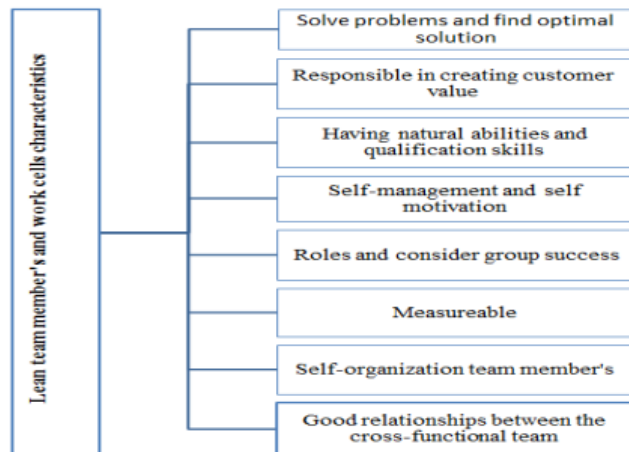 Lean team member's and work cells characteristics
Solve problems and find optimal
solution
Responsible in creating customer
value
Having natural abilities and
qualification skills
Self-management and self
motivation
Roles and consider group success
Measureable
Self-organization team member's
Good relationships between the
cross-functional team